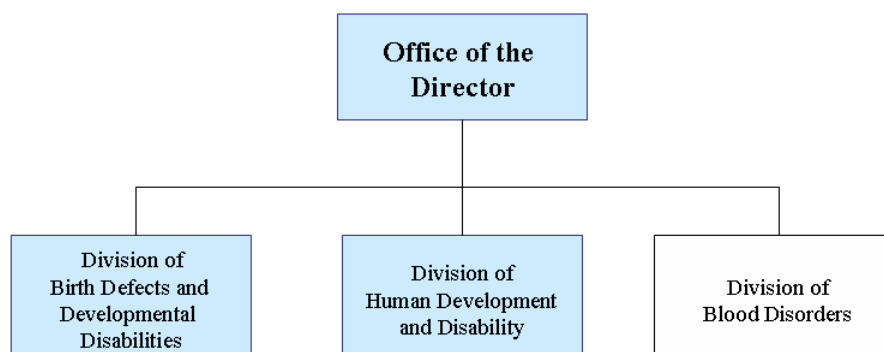 Office of the
Director
Division of
Birth Defects and
Developmental
Disabilities
Division of
Human Development
and Disability
Division of
Blood Disorders